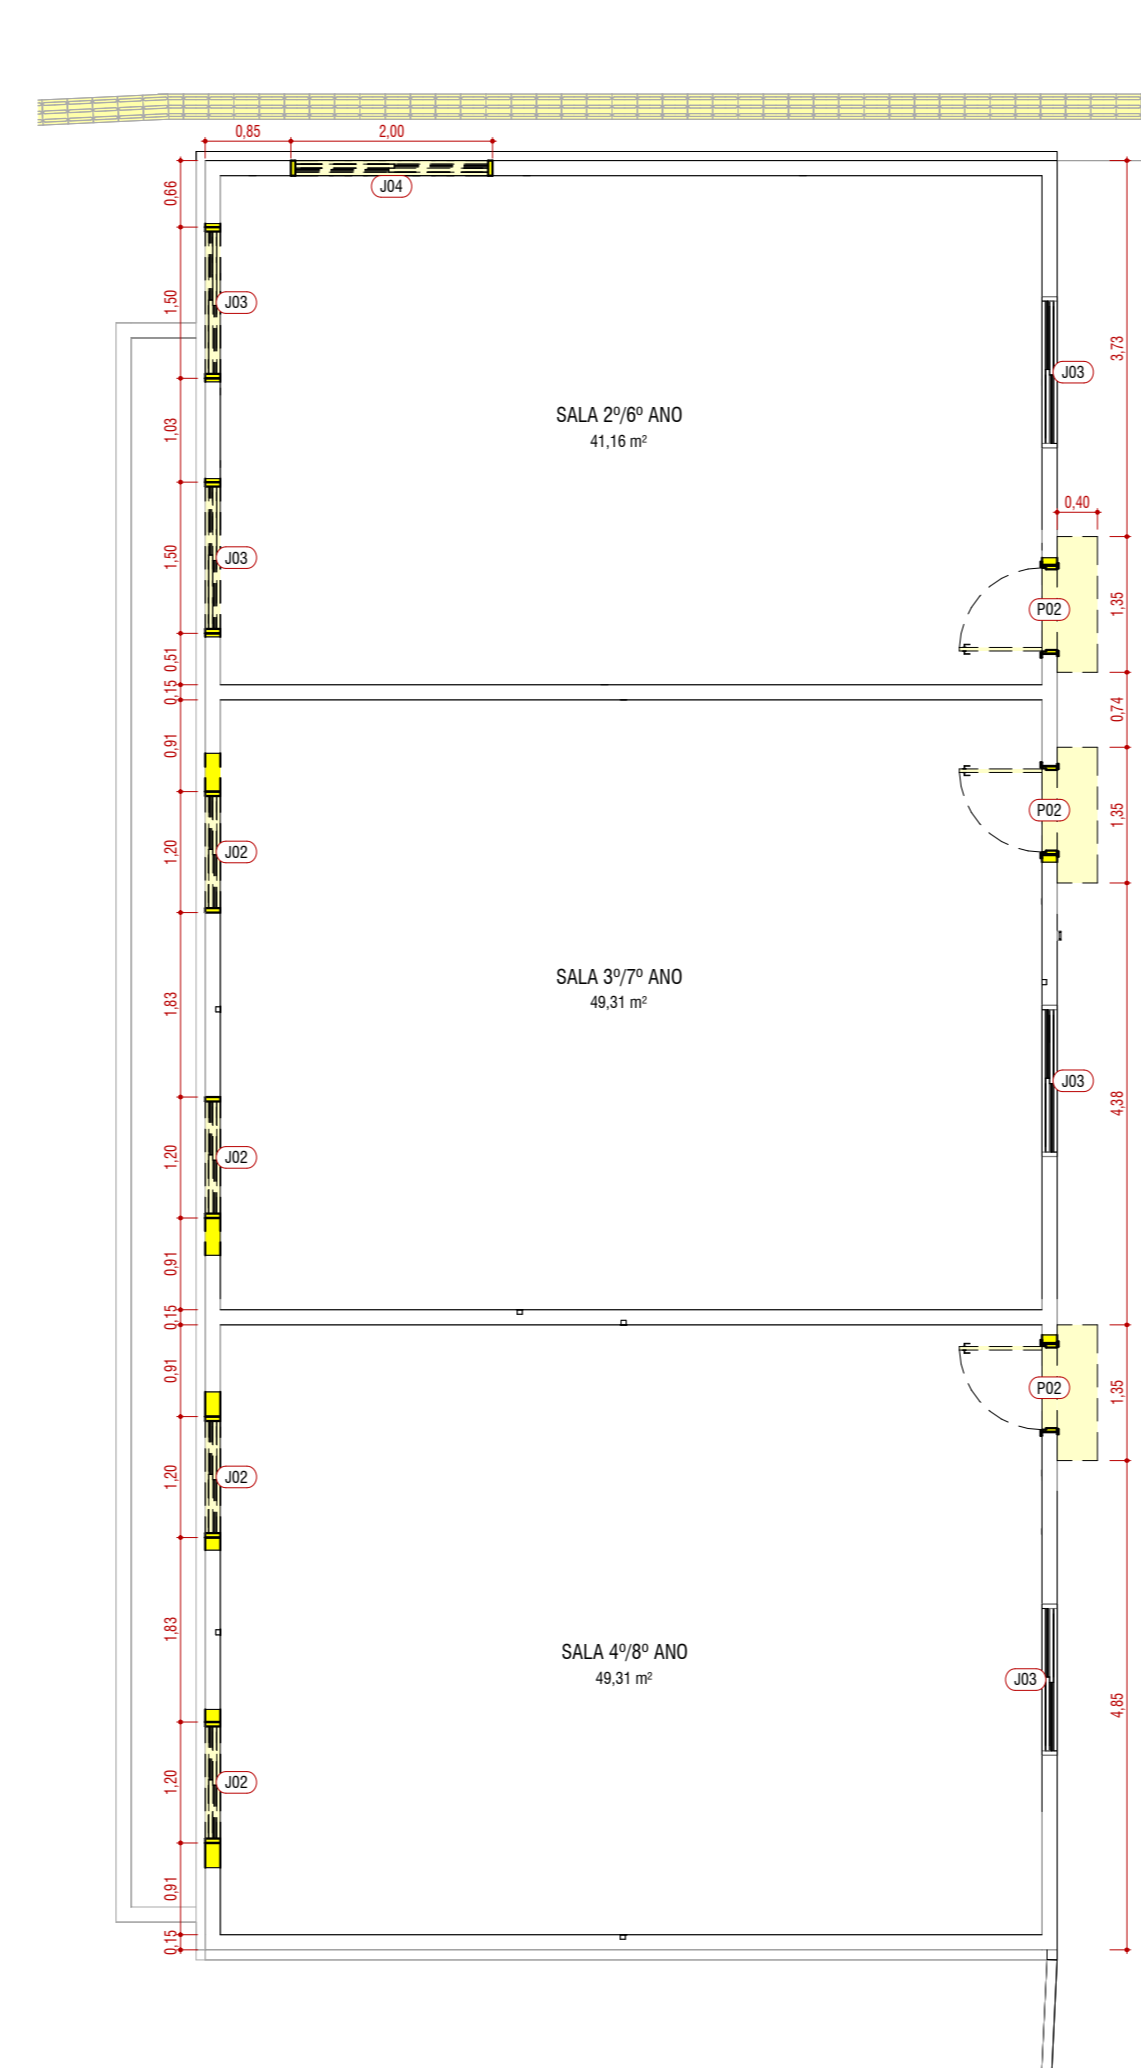 0,85
2,00
J04
0,66
J03
1,50
3,73
J03
SALA 2º/6º ANO
41,16 m²
1,03
0,40
J03
1,50
P02
1,35
0,51
0,15
0,74
0,91
P02
1,35
J02
1,20
SALA 3º/7º ANO
49,31 m²
1,83
J03
4,38
J02
1,20
0,91
0,15
0,91
P02
1,35
J02
1,20
1,83
SALA 4º/8º ANO
49,31 m²
J03
4,85
J02
1,20
0,91
0,15